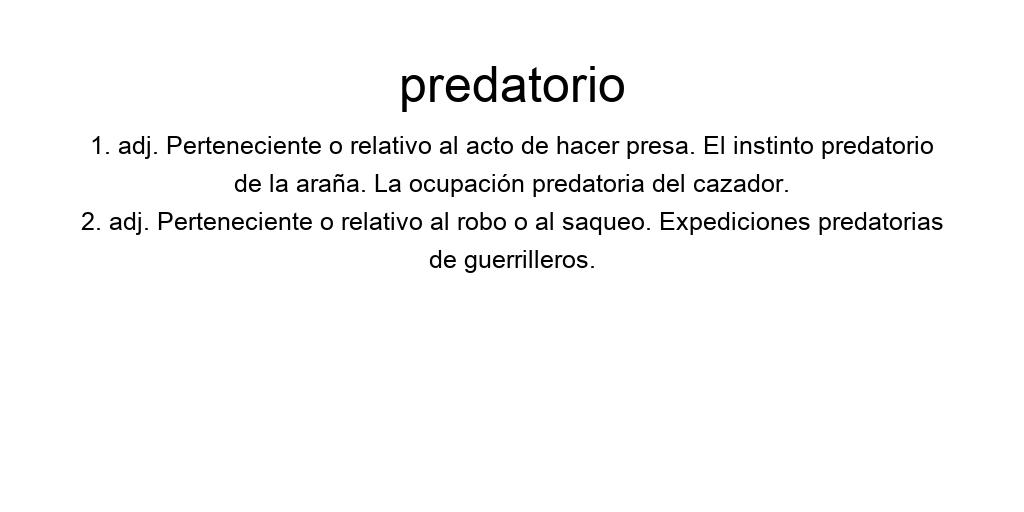 predatorio
1. adj. Perteneciente o relativo al acto de hacer presa. El instinto predatorio
de la araña. La ocupación predatoria del cazador.
2. adj. Perteneciente o relativo al robo o al saqueo. Expediciones predatorias
de guerrilleros.